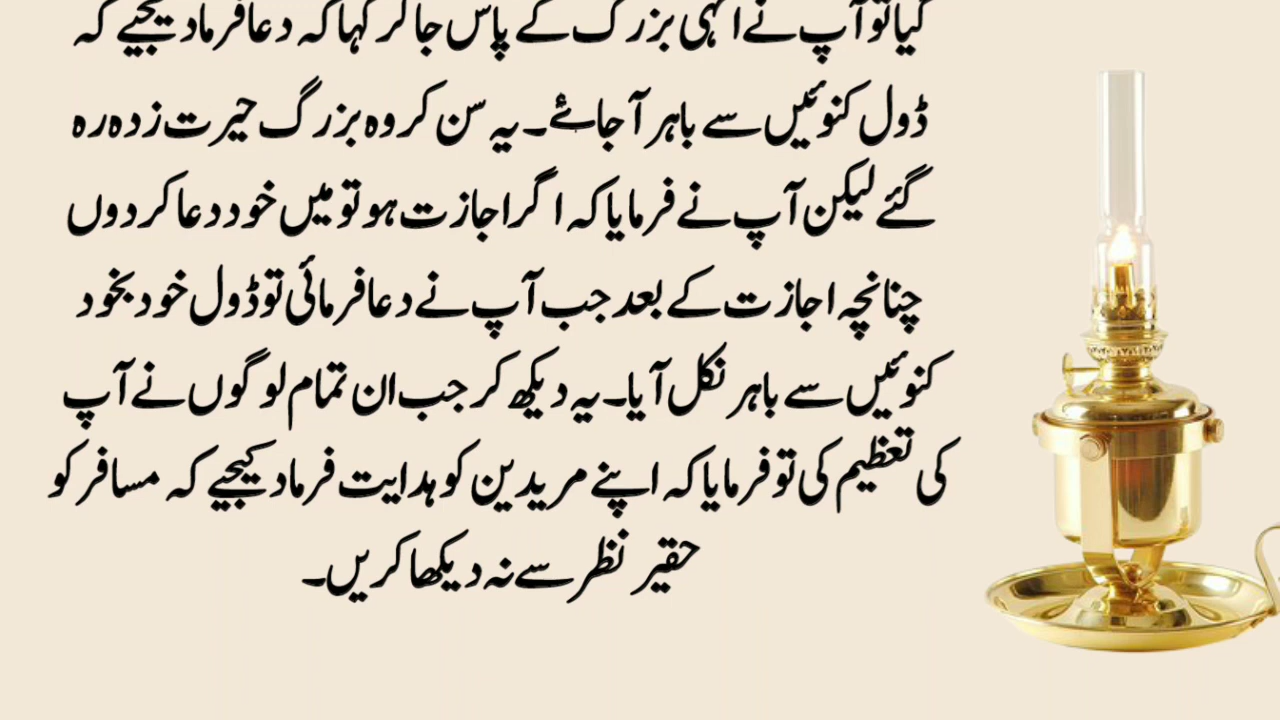 گیا تو آپ نے انہی بزرگ کے پاس جا کر کہا کہ دعا فرما دیجیے کہ
ڈول کنوئیں سے باہر آ جائے۔ یہ سن کر وہ بزرگ حیرت زدہ رہ
گئے لیکن آپ نے فرمایا کہ اگر اجازت ہو تو میں خود دعا کر دوں
چنانچہ اجازت کے بعد جب آپ نے دعا فرمائی تو ڈول خود بخود
کنوئیں سے باہر نکل آیا۔ یہ دیکھ کر جب ان تمام لوگوں نے آپ
کی تعظیم کی تو فرمایا کہ اپنے مریدین کو ہدایت فرما دیجیے کہ مسافر کو
حقیر نظر سے نہ دیکھا کریں۔